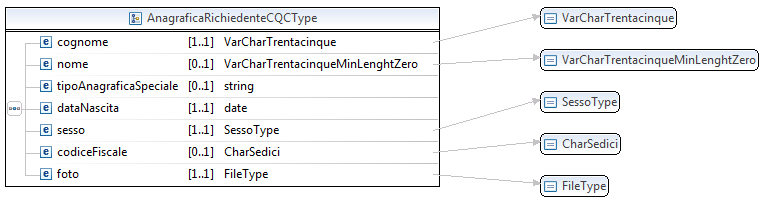 AnagraficaRichiedenteCQCType
e cognome [1..1] VarCharTrentacinque
e nome [0..1] VarCharTrentacinqueMinLenghtZero
e tipoAnagraficaSpeciale [0..1] string
e dataNascita [1..1] date
e sesso [1..1] SessoType
e codiceFiscale [0..1] CharSedici
e foto [1..1] FileType
VarCharTrentacinque
VarCharTrentacinqueMinLenghtZero
SessoType
CharSedici
FileType